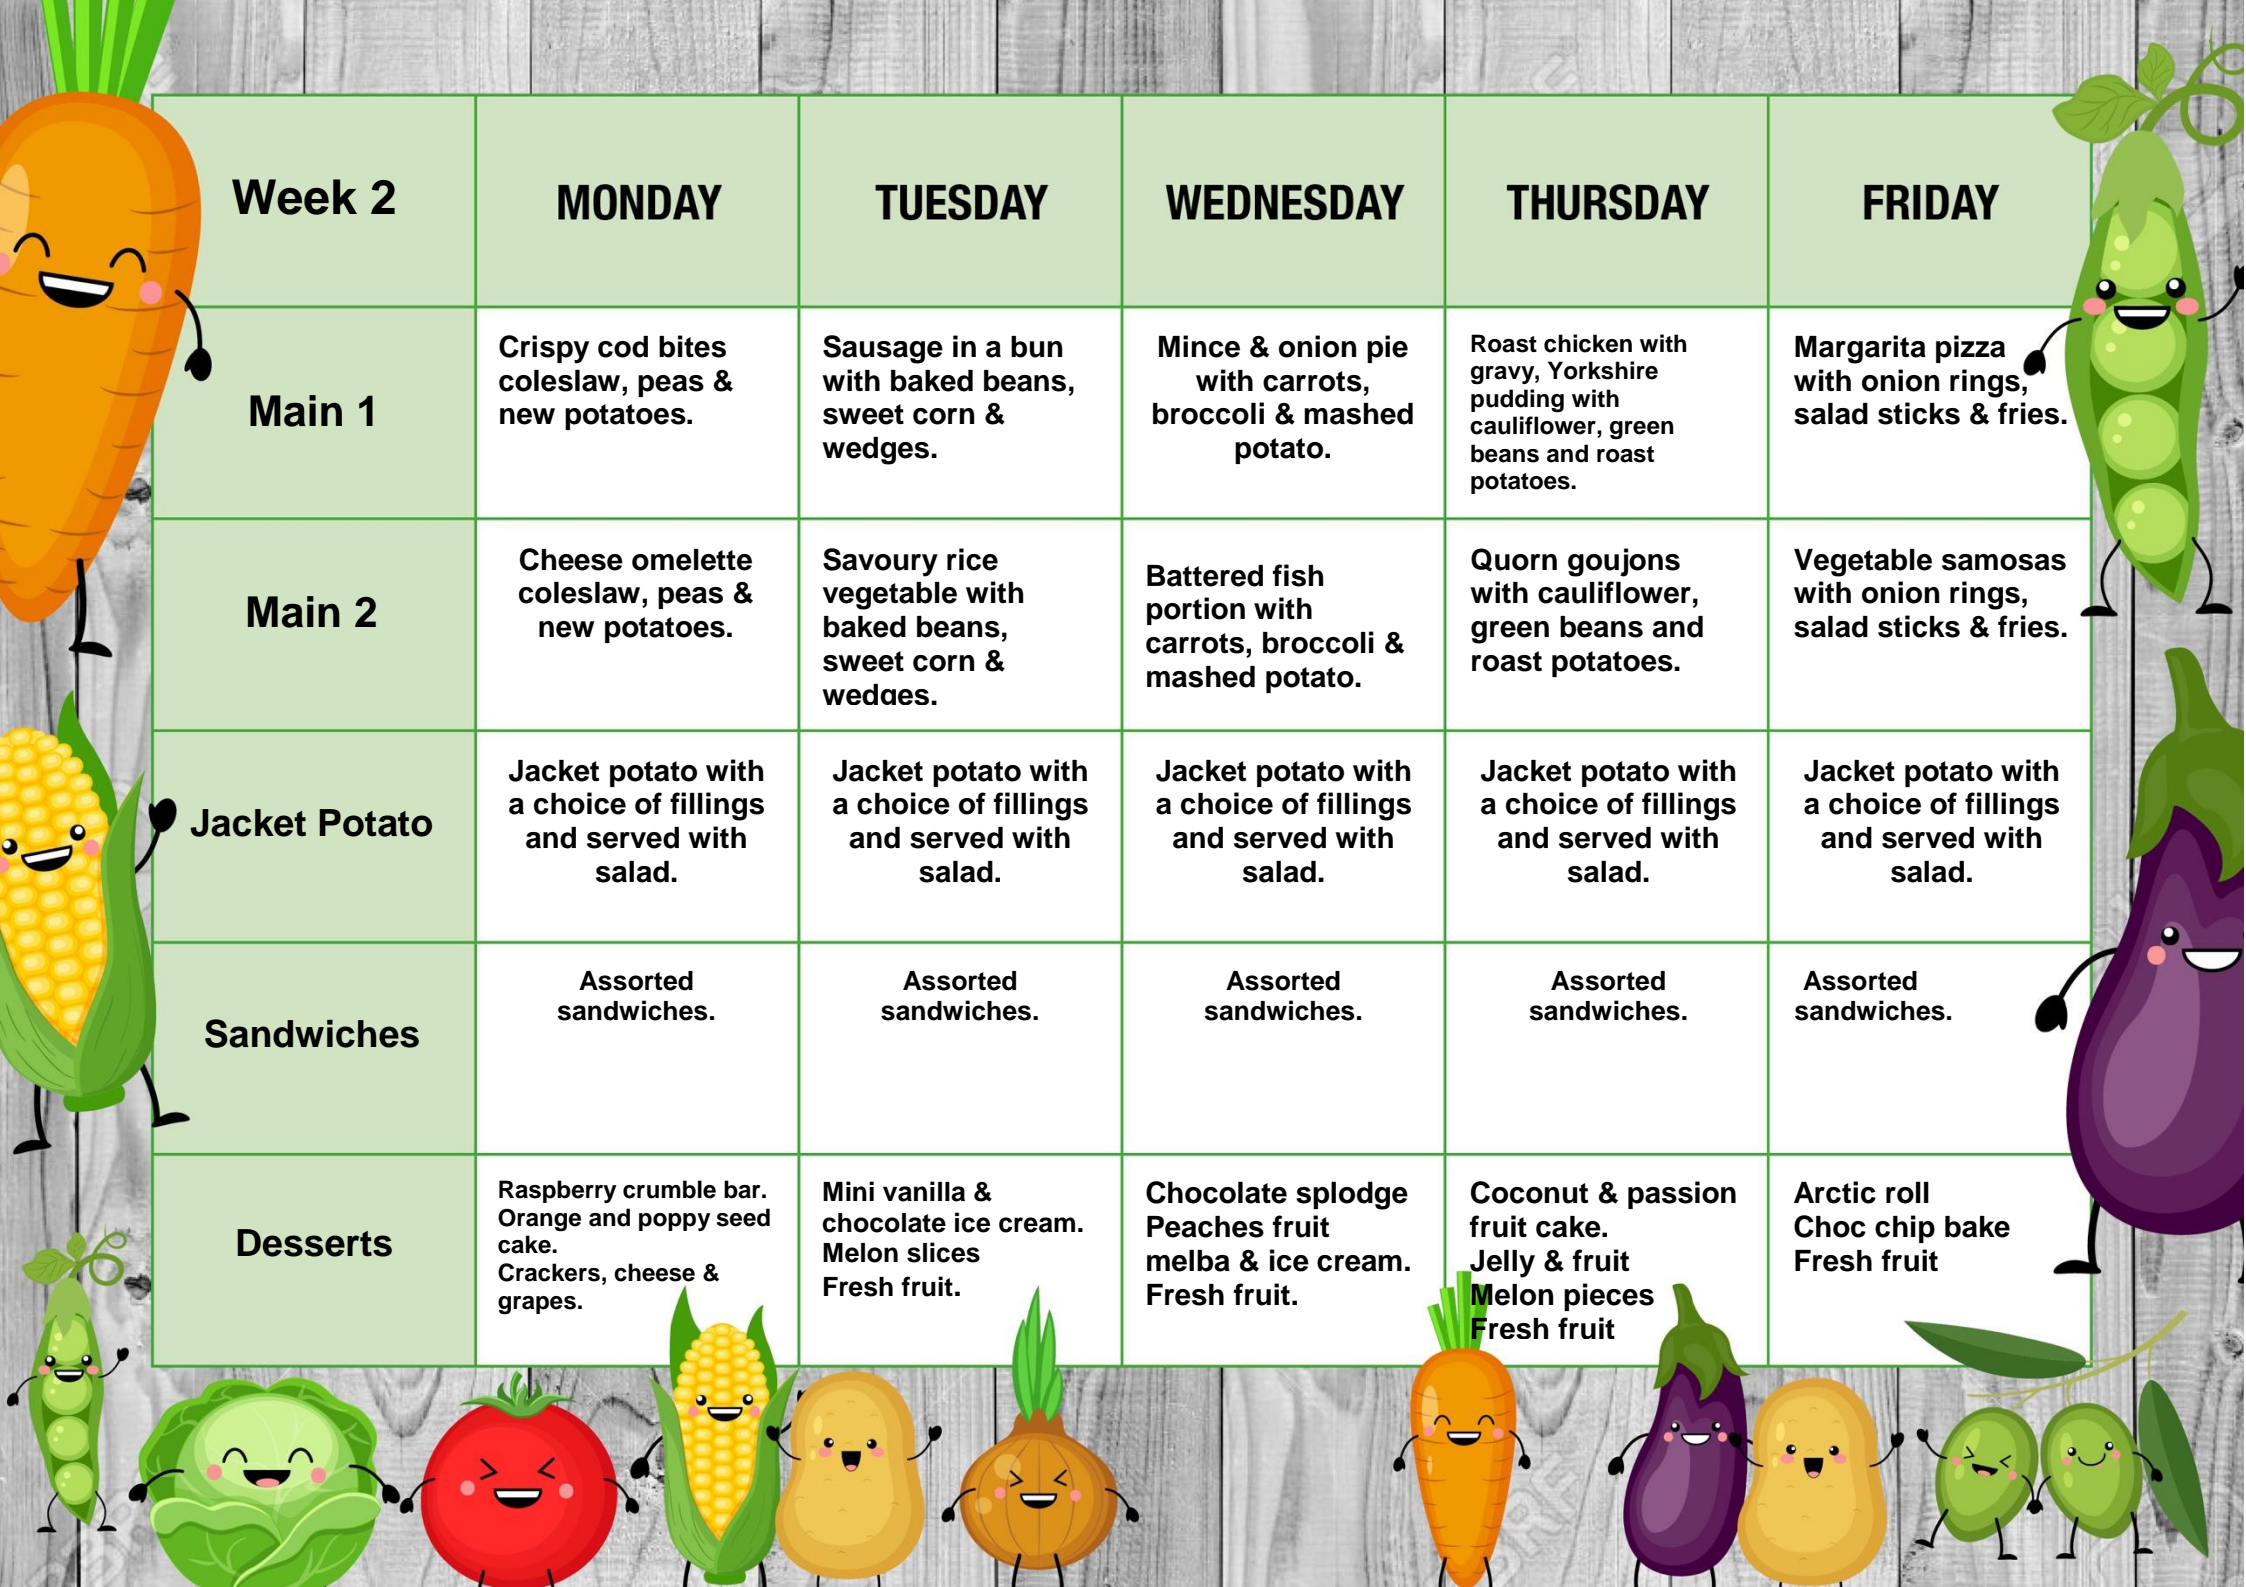 Week 2
MONDAY
TUESDAY
WEDNESDAY
THURSDAY
FRIDAY
Main 1
Crispy cod bites
coleslaw, peas &
new potatoes.
Sausage in a bun
with baked beans,
sweet corn &
wedges.
Mince & onion pie
with carrots,
broccoli & mashed
potato.
Roast chicken with
gravy, Yorkshire
pudding with
cauliflower, green
beans and roast
potatoes.
Margarita pizza
with onion rings,
salad sticks & fries.
Main 2
Cheese omelette
coleslaw, peas &
new potatoes.
Savoury rice
vegetable with
baked beans,
sweet corn &
wedges.
Battered fish
portion with
carrots, broccoli &
mashed potato.
Quorn goujons
with cauliflower,
green beans and
roast potatoes.
Vegetable samosas
with onion rings,
salad sticks & fries.
Jacket Potato
Jacket potato with
a choice of fillings
and served with
salad.
Jacket potato with
a choice of fillings
and served with
salad.
Jacket potato with
a choice of fillings
and served with
salad.
Jacket potato with
a choice of fillings
and served with
salad.
Jacket potato with
a choice of fillings
and served with
salad.
Sandwiches
Assorted
sandwiches.
Assorted
sandwiches.
Assorted
sandwiches.
Assorted
sandwiches.
Assorted
sandwiches.
Desserts
Raspberry crumble bar.
Orange and poppy seed
cake.
Crackers, cheese &
grapes.
Mini vanilla &
chocolate ice cream.
Melon slices
Fresh fruit.
Chocolate splodge
Peaches fruit
melba & ice cream.
Fresh fruit.
Coconut & passion
fruit cake.
Jelly & fruit
Melon pieces
Fresh fruit
Arctic roll
Choc chip bake
Fresh fruit